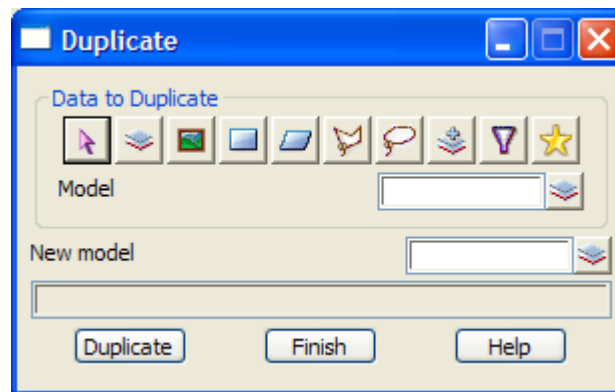 Duplicate
Data to Duplicate
Model
New model
Duplicate Finish Help